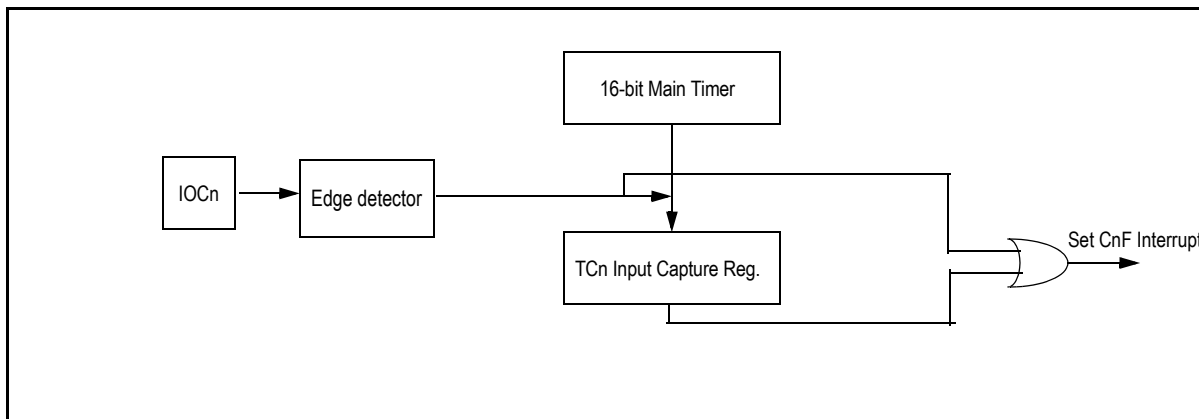 16-bit Main Timer
IOCn
Edge detector
TCn Input Capture Reg.
Set CnF Interrupt